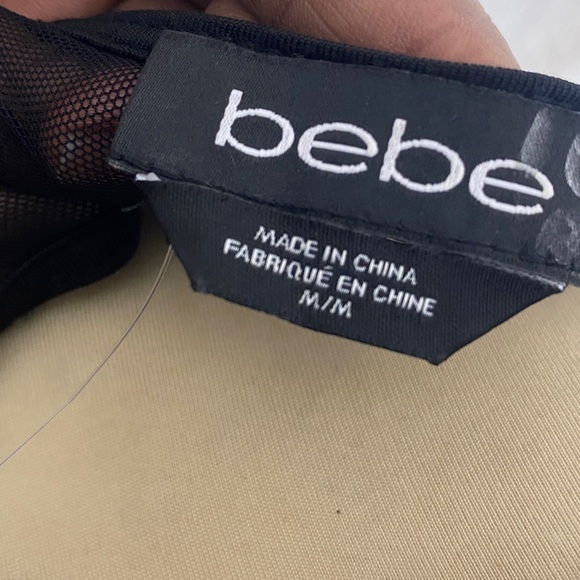 bebe
MADE IN CHINA
FABRIQUÉ EN CHINE
M/M